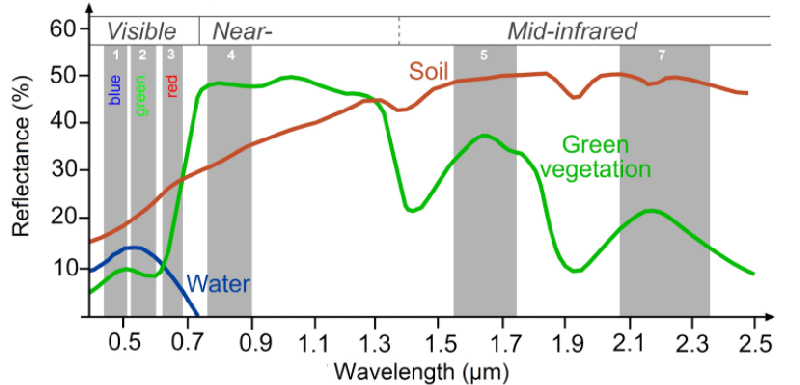 60
Visible
Near-
Mid-infrared
1
2
3
4
5
7
blue
green
red
50
40
30
20
10
Reflectance (%)
Soil
Green
vegetation
Water
0.5
0.7
0.9
1.1
1.3
1.5
1.7
1.9
2.1
2.3
2.5
Wavelength (µm)